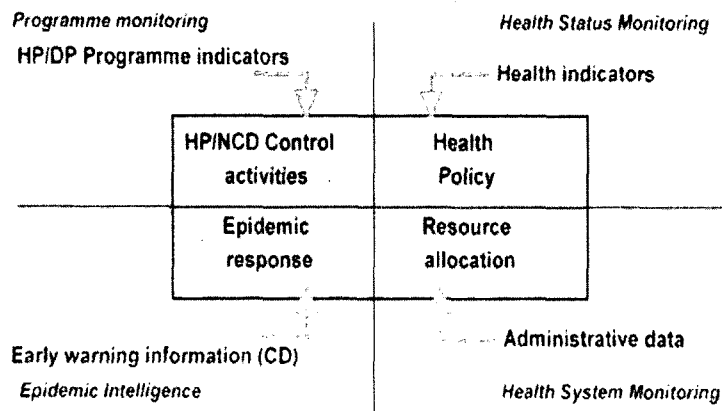 Programme monitoring
Health Status Monitoring
HP/DP Programme indicators
Health indicators
HP/NCD Control
activities
Health
Policy
Epidemic
response
Resource
allocation
Early warning information (CD)
Administrative data
Epidemic Intelligence
Health System Monitoring